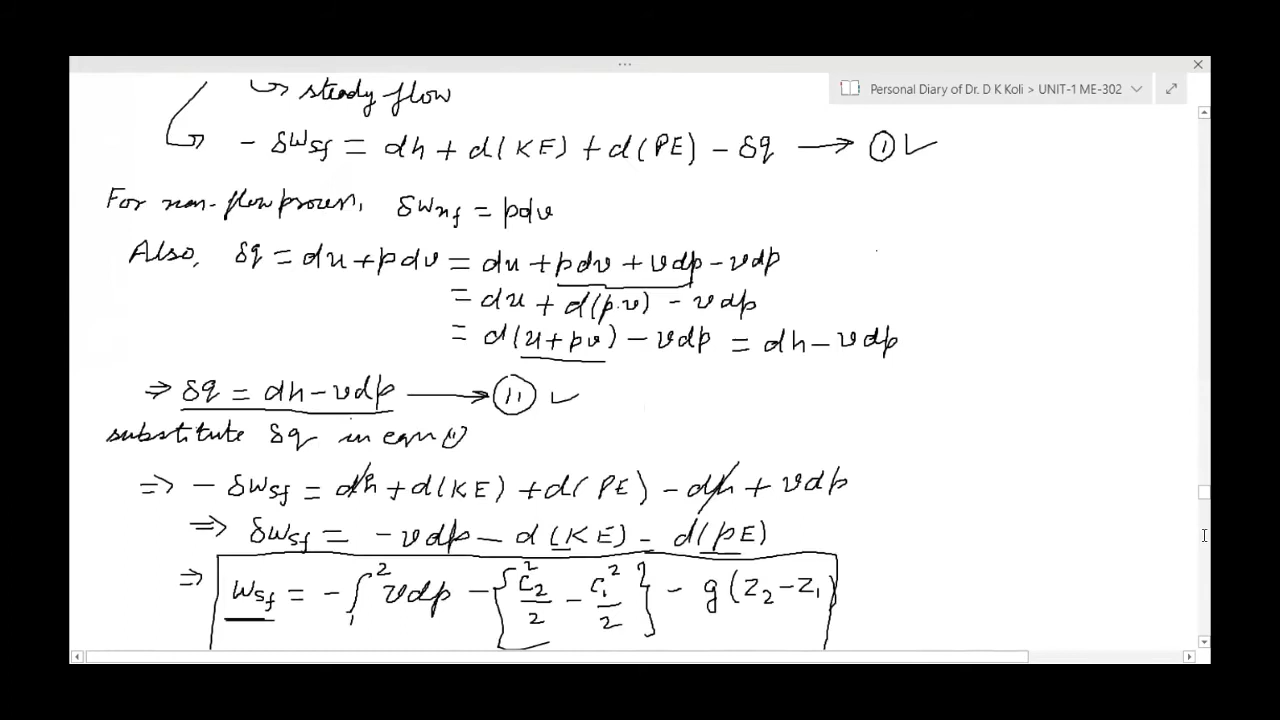 Personal Diary of Dr. D K Koli > UNIT-1 ME-302
↳ steady flow
↳ - δWsf = dh + d(KE) + d(PE) - δq → ① ✓
For non-flow process, δWnf = pdv
Also, δq = du + pdv = du + pdv + vdp - vdp
= du + d(p.v) - vdp
= d(u + pv) - vdp = dh - vdp
⇒ δq = dh - vdp → (11) ✓
substitute δq in eqn (1)
⇒ - δWsf = dh + d(KE) + d(PE) - dh + vdp
⇒ δWsf = - vdp - d(KE) - d(PE)
⇒ Wsf = - ∫₁² vdp - {C₂²/2 - C₁²/2} - g(Z₂ - Z₁)